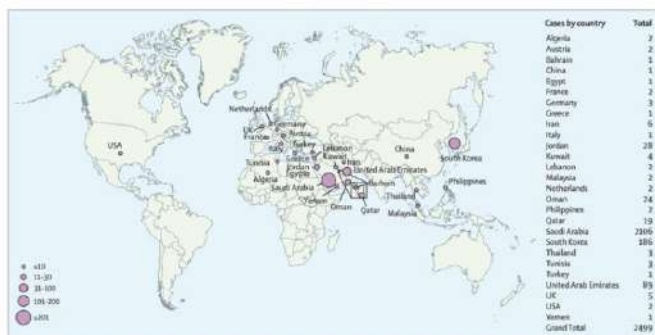 Cases by country Total
Algeria 2
Austria 2
Bahrain 1
China 1
Egypt 1
France 2
Germany 3
Greece 1
Iran 6
Italy 1
Jordan 28
Kuwait 4
Lebanon 2
Malaysia 2
Netherlands 2
Oman 24
Philippines 2
Qatar 19
Saudi Arabia 2106
South Korea 186
Thailand 3
Tunisia 3
Turkey 1
United Arab Emirates 89
UK 5
USA 2
Yemen 1
Grand Total 2499
Netherlands
UK
Germany
France
Austria
Italy
Turkey
Lebanon
Kuwait
Iran
China
South Korea
USA
Tunisia
Greece
Jordan
Egypt
United Arab Emirates
Algeria
Saudi Arabia
Bahrain
Philippines
Yemen
Oman
Qatar
Thailand
Malaysia
≤10
11–30
31–100
101–200
≥201